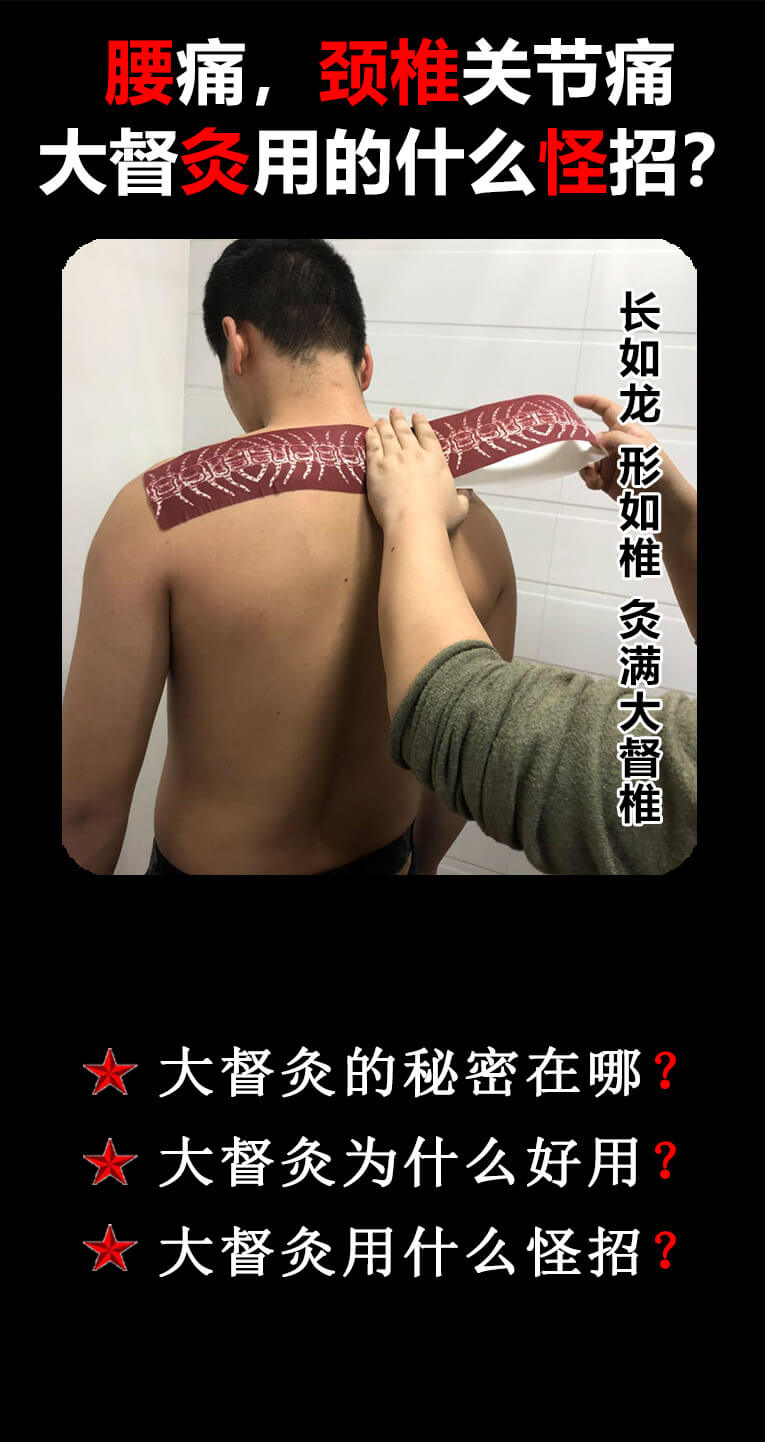 腰痛，颈椎关节痛
大督灸用的什么怪招？
长如龙 形如椎 灸满大督椎
大督灸的秘密在哪？
大督灸为什么好用？
大督灸用什么怪招？